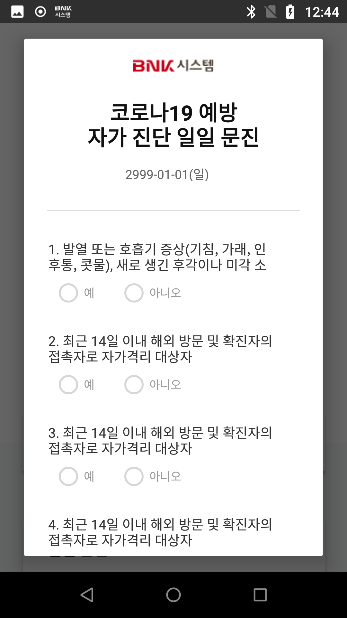 BNK
시스템
12:44
BNK 시스템
코로나19 예방
자가 진단 일일 문진
2999-01-01(일)
1. 발열 또는 호흡기 증상(기침, 가래, 인
후통, 콧물), 새로 생긴 후각이나 미각 소
예 아니오
2. 최근 14일 이내 해외 방문 및 확진자의
접촉자로 자가격리 대상자
예 아니오
3. 최근 14일 이내 해외 방문 및 확진자의
접촉자로 자가격리 대상자
예 아니오
4. 최근 14일 이내 해외 방문 및 확진자의
접촉자로 자가격리 대상자